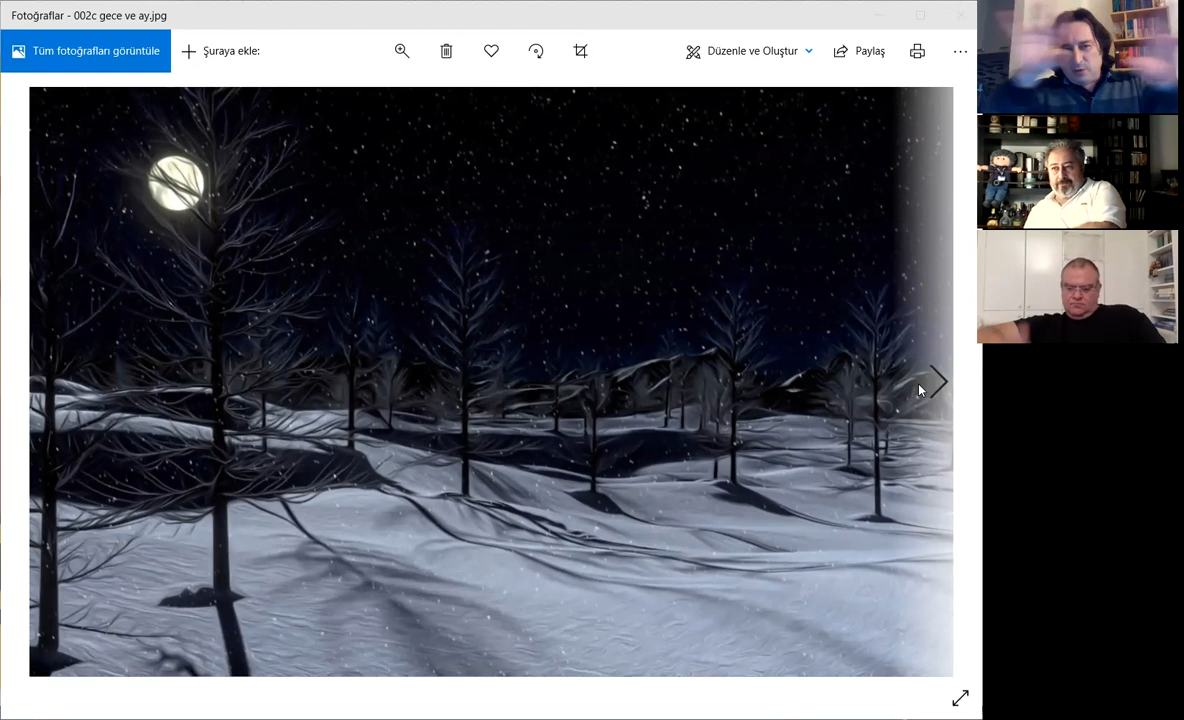 Fotoğraflar - 002c gece ve ay.jpg
Tüm fotoğrafları görüntüle
Şuraya ekle:
Düzenle ve Oluştur
Paylaş